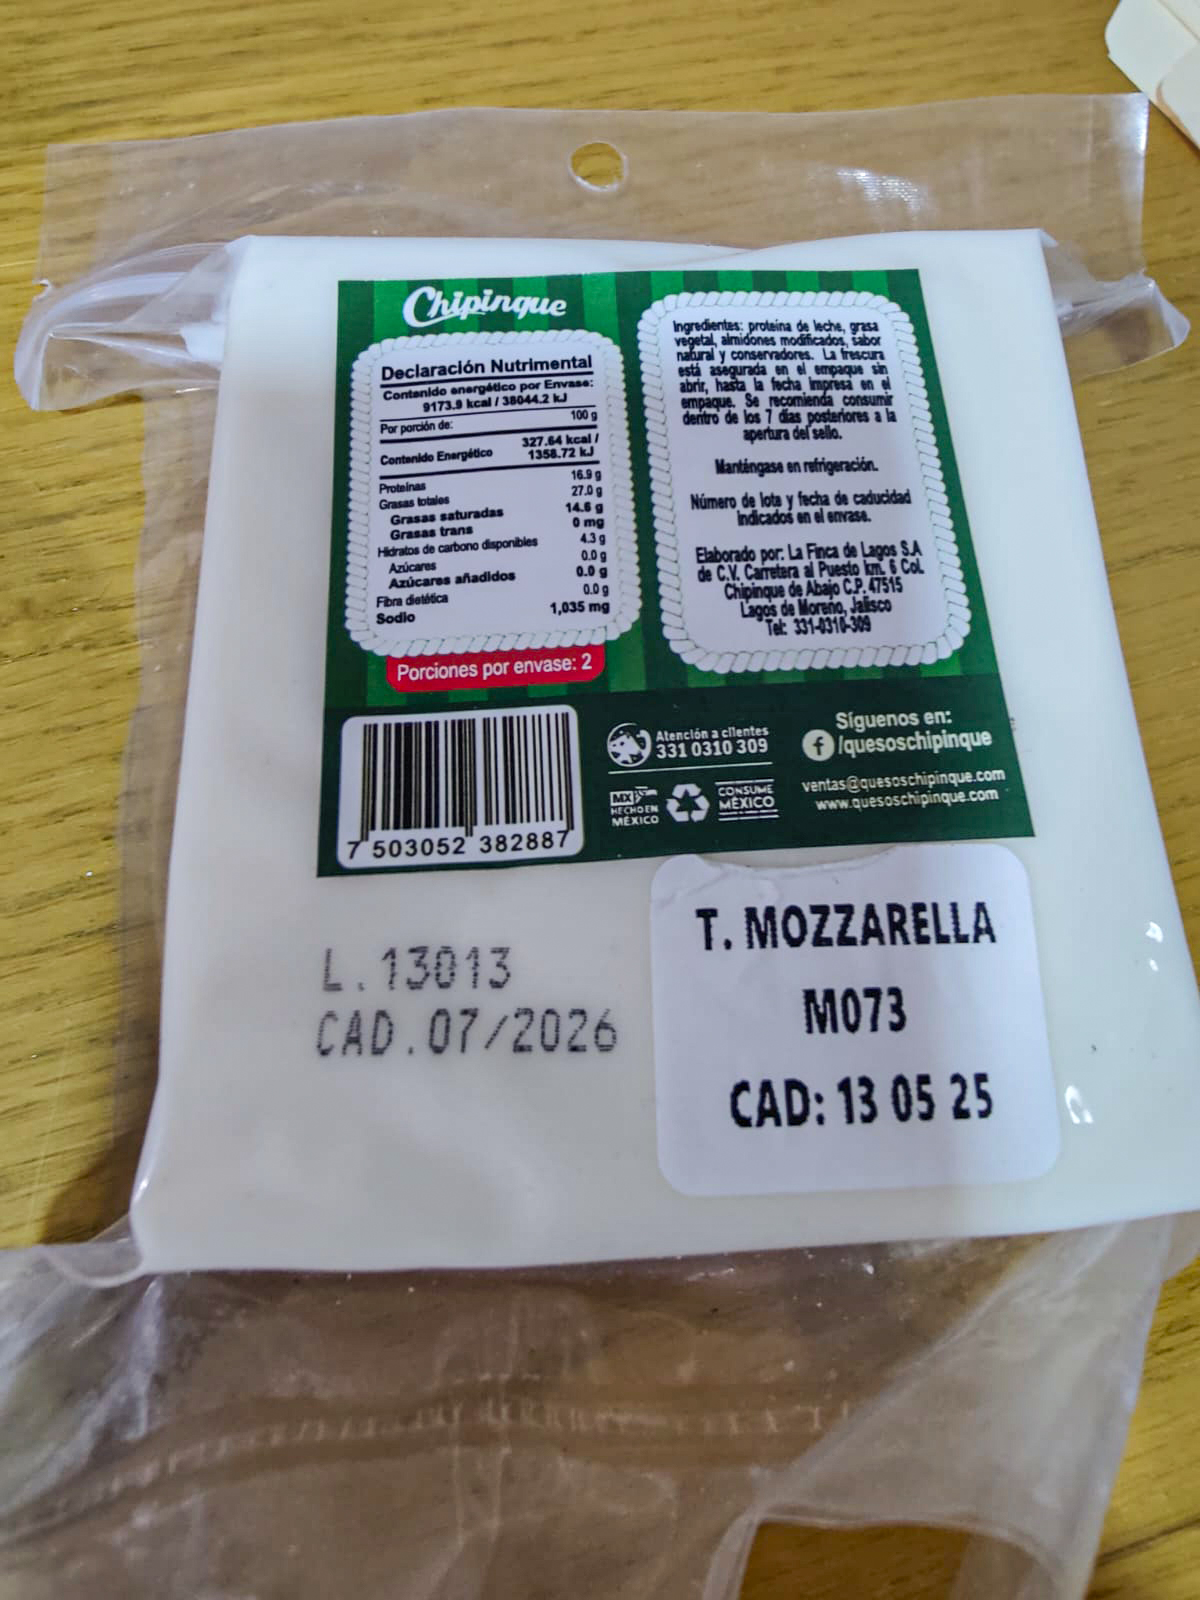 Chipinque
Declaración Nutrimental
Contenido energético por Envase:
9173.9 kcal / 38044.2 kJ
Por porción de: 100 g
Contenido Energético 327.64 kcal /
1358.72 kJ
Proteínas 16.9 g
Grasas totales 27.0 g
Grasas saturadas 14.6 g
Grasas trans 0 mg
Hidratos de carbono disponibles 4.3 g
Azúcares 0.0 g
Azúcares añadidos 0.0 g
Fibra dietética 0.0 g
Sodio 1,035 mg
Porciones por envase: 2
Ingredientes: proteína de leche, grasa
vegetal, almidones modificados, sabor
natural y conservadores. La frescura
está asegurada en el empaque sin
abrir, hasta la fecha impresa en el
empaque. Se recomienda consumir
dentro de los 7 días posteriores a la
apertura del sello.
Manténgase en refrigeración.
Número de lote y fecha de caducidad
indicados en el envase.
Elaborado por: La Finca de Lagos S.A
de C.V. Carretera al Puesto km. 6 Col.
Chipinque de Abajo C.P. 47515
Lagos de Moreno, Jalisco
Tel: 331-0310-309
7 503052 382887
Atención a clientes
331 0310 309
HECHO EN
MÉXICO
CONSUME
MÉXICO
Síguenos en:
f /quesoschipinque
ventas@quesoschipinque.com
www.quesoschipinque.com
L.13013
CAD.07/2026
T. MOZZARELLA
M073
CAD: 13 05 25